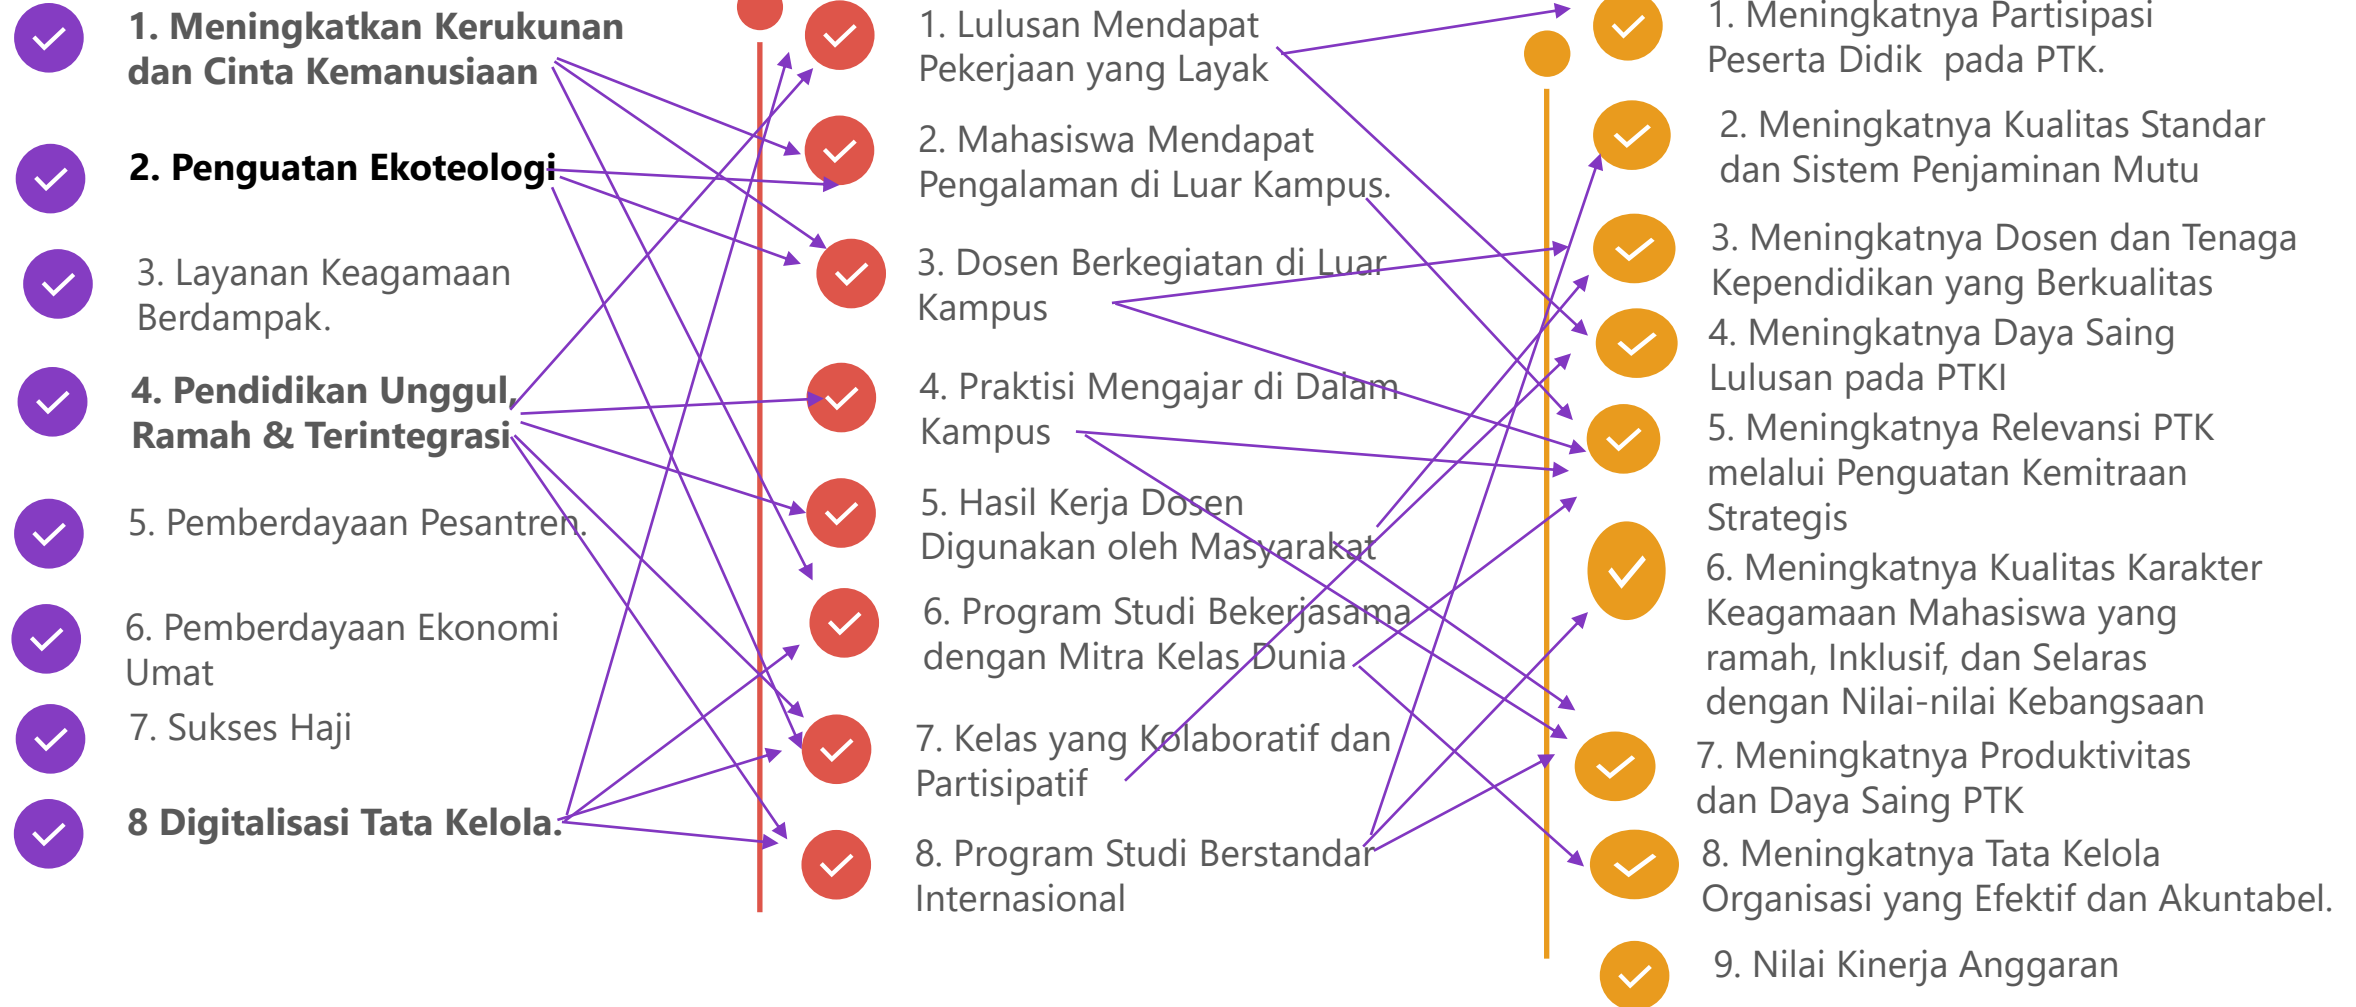 1. Meningkatkan Kerukunan
dan Cinta Kemanusiaan
2. Penguatan Ekoteologi
3. Layanan Keagamaan
Berdampak.
4. Pendidikan Unggul,
Ramah & Terintegrasi
5. Pemberdayaan Pesantren.
6. Pemberdayaan Ekonomi
Umat
7. Sukses Haji
8 Digitalisasi Tata Kelola.
1. Lulusan Mendapat
Pekerjaan yang Layak
2. Mahasiswa Mendapat
Pengalaman di Luar Kampus.
3. Dosen Berkegiatan di Luar
Kampus
4. Praktisi Mengajar di Dalam
Kampus
5. Hasil Kerja Dosen
Digunakan oleh Masyarakat
6. Program Studi Bekerjasama
dengan Mitra Kelas Dunia
7. Kelas yang Kolaboratif dan
Partisipatif
8. Program Studi Berstandar
Internasional
1. Meningkatnya Partisipasi
Peserta Didik pada PTK.
2. Meningkatnya Kualitas Standar
dan Sistem Penjaminan Mutu
3. Meningkatnya Dosen dan Tenaga
Kependidikan yang Berkualitas
4. Meningkatnya Daya Saing
Lulusan pada PTKI
5. Meningkatnya Relevansi PTK
melalui Penguatan Kemitraan
Strategis
6. Meningkatnya Kualitas Karakter
Keagamaan Mahasiswa yang
ramah, Inklusif, dan Selaras
dengan Nilai-nilai Kebangsaan
7. Meningkatnya Produktivitas
dan Daya Saing PTK
8. Meningkatnya Tata Kelola
Organisasi yang Efektif dan Akuntabel.
9. Nilai Kinerja Anggaran